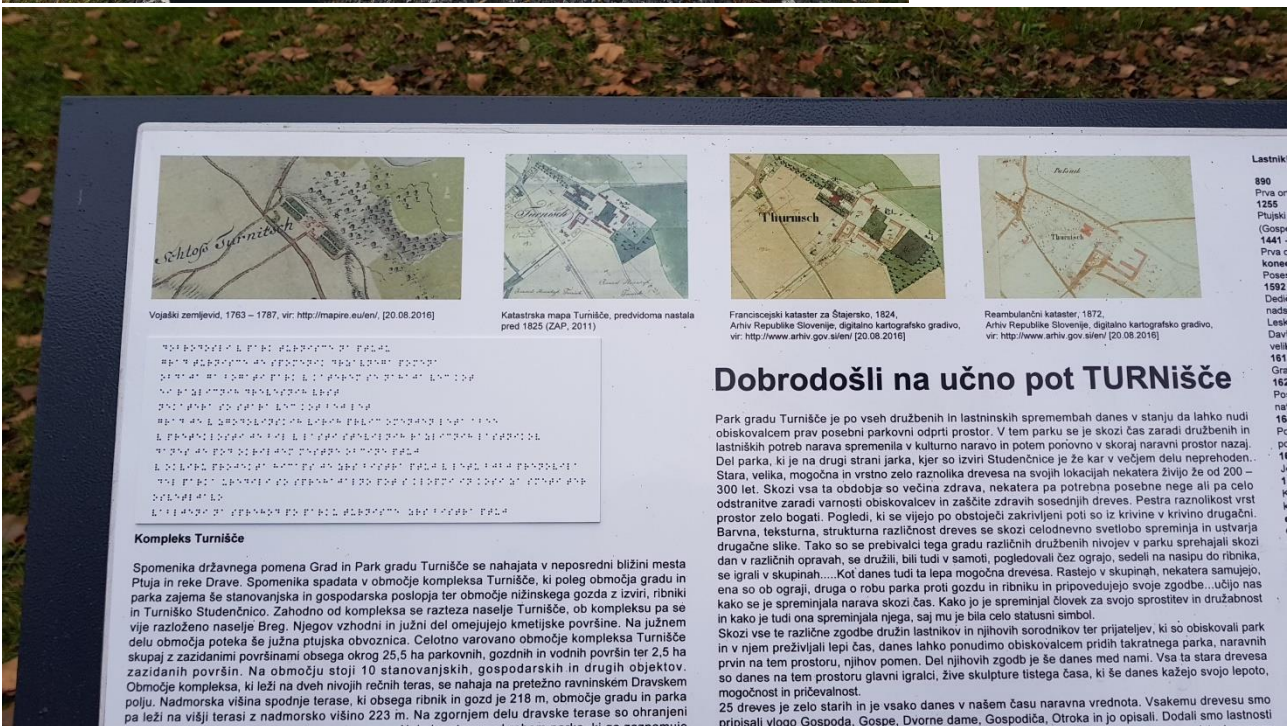 Schloß Turnitsch
Turnisch
Thurnisch
Thurnisch
Vojaški zemljevid, 1763 – 1787, vir: http://mapire.eu/en/, [20.08.2016]
Katastrska mapa Turnišče, predvidoma nastala
pred 1825 (ZAP, 2011)
Franciscejski kataster za Štajersko, 1824,
Arhiv Republike Slovenije, digitalno kartografsko gradivo,
vir: http://www.arhiv.gov.si/en/ [20.08.2016]
Reambulančni kataster, 1872,
Arhiv Republike Slovenije, digitalno kartografsko gradivo,
vir: http://www.arhiv.gov.si/en/ [20.08.2016]
Kompleks Turnišče
Spomenika državnega pomena Grad in Park gradu Turnišče se nahajata v neposredni bližini mesta
Ptuja in reke Drave. Spomenika spadata v območje kompleksa Turnišče, ki poleg območja gradu in
parka zajema še stanovanjska in gospodarska poslopja ter območje nižinskega gozda z izviri, ribniki
in Turniško Studenčnico. Zahodno od kompleksa se razteza naselje Turnišče, ob kompleksu pa se
vije razloženo naselje Breg. Njegov vzhodni in južni del omejujejo kmetijske površine. Na južnem
delu območja poteka še južna ptujska obvoznica. Celotno varovano območje kompleksa Turnišče
skupaj z zazidanimi površinami obsega okrog 25,5 ha parkovnih, gozdnih in vodnih površin ter 2,5 ha
zazidanih površin. Na območju stoji 10 stanovanjskih, gospodarskih in drugih objektov.
Območje kompleksa, ki leži na dveh nivojih rečnih teras, se nahaja na pretežno ravninskem Dravskem
polju. Nadmorska višina spodnje terase, ki obsega ribnik in gozd je 218 m, območje gradu in parka
pa leži na višji terasi z nadmorsko višino 223 m. Na zgornjem delu dravske terase so ohranjeni
Dobrodošli na učno pot TURNišče
Park gradu Turnišče je po vseh družbenih in lastninskih spremembah danes v stanju da lahko nudi
obiskovalcem prav posebni parkovni odprti prostor. V tem parku se je skozi čas zaradi družbenih in
lastniških potreb narava spremenila v kulturno naravo in potem ponovno v skoraj naravni prostor nazaj.
Del parka, ki je na drugi strani jarka, kjer so izviri Studenčnice je že kar v večjem delu neprehoden..
Stara, velika, mogočna in vrstno zelo raznolika drevesa na svojih lokacijah nekatera živijo že od 200 –
300 let. Skozi vsa ta obdobja so večina zdrava, nekatera pa potrebna posebne nege ali pa celo
odstranitve zaradi varnosti obiskovalcev in zaščite zdravih sosednjih dreves. Pestra raznolikost vrst
prostor zelo bogati. Pogledi, ki se vijejo po obstoječi zakrivljeni poti so iz krivine v krivino drugačni.
Barvna, teksturna, strukturna različnost dreves se skozi celodnevno svetlobo spreminja in ustvarja
drugačne slike. Tako so se prebivalci tega gradu različnih družbenih nivojev v parku sprehajali skozi
dan v različnih opravah, se družili, bili tudi v samoti, pogledovali čez ograjo, sedeli na nasipu do ribnika,
se igrali v skupinah.....Kot danes tudi ta lepa mogočna drevesa. Rastejo v skupinah, nekatera samujejo,
ena so ob ograji, druga o robu parka proti gozdu in ribniku in pripovedujejo svoje zgodbe...učijo nas
kako se je spreminjala narava skozi čas. Kako jo je spreminjal človek za svojo sprostitev in družabnost
in kako je tudi ona spreminjala njega, saj mu je bila celo statusni simbol.
Skozi vse te različne zgodbe družin lastnikov in njihovih sorodnikov ter prijateljev, ki so obiskovali park
in v njem preživljali lepi čas, danes lahko ponudimo obiskovalcem pridih takratnega parka, naravnih
prvin na tem prostoru, njihov pomen. Del njihovih zgodb je še danes med nami. Vsa ta stara drevesa
so danes na tem prostoru glavni igralci, žive skulpture tistega časa, ki še danes kažejo svojo lepoto,
mogočnost in pričevalnost.
25 dreves je zelo starih in je vsako danes v našem času naravna vrednota. Vsakemu drevesu smo
pripisali vlogo Gospoda, Gospe, Dvorne dame, Gospodiča, Otroka in jo opisali. Dodali smo lastnosti
Lastnik
890
Prva
1255
Ptujski
1441
Prva
1592